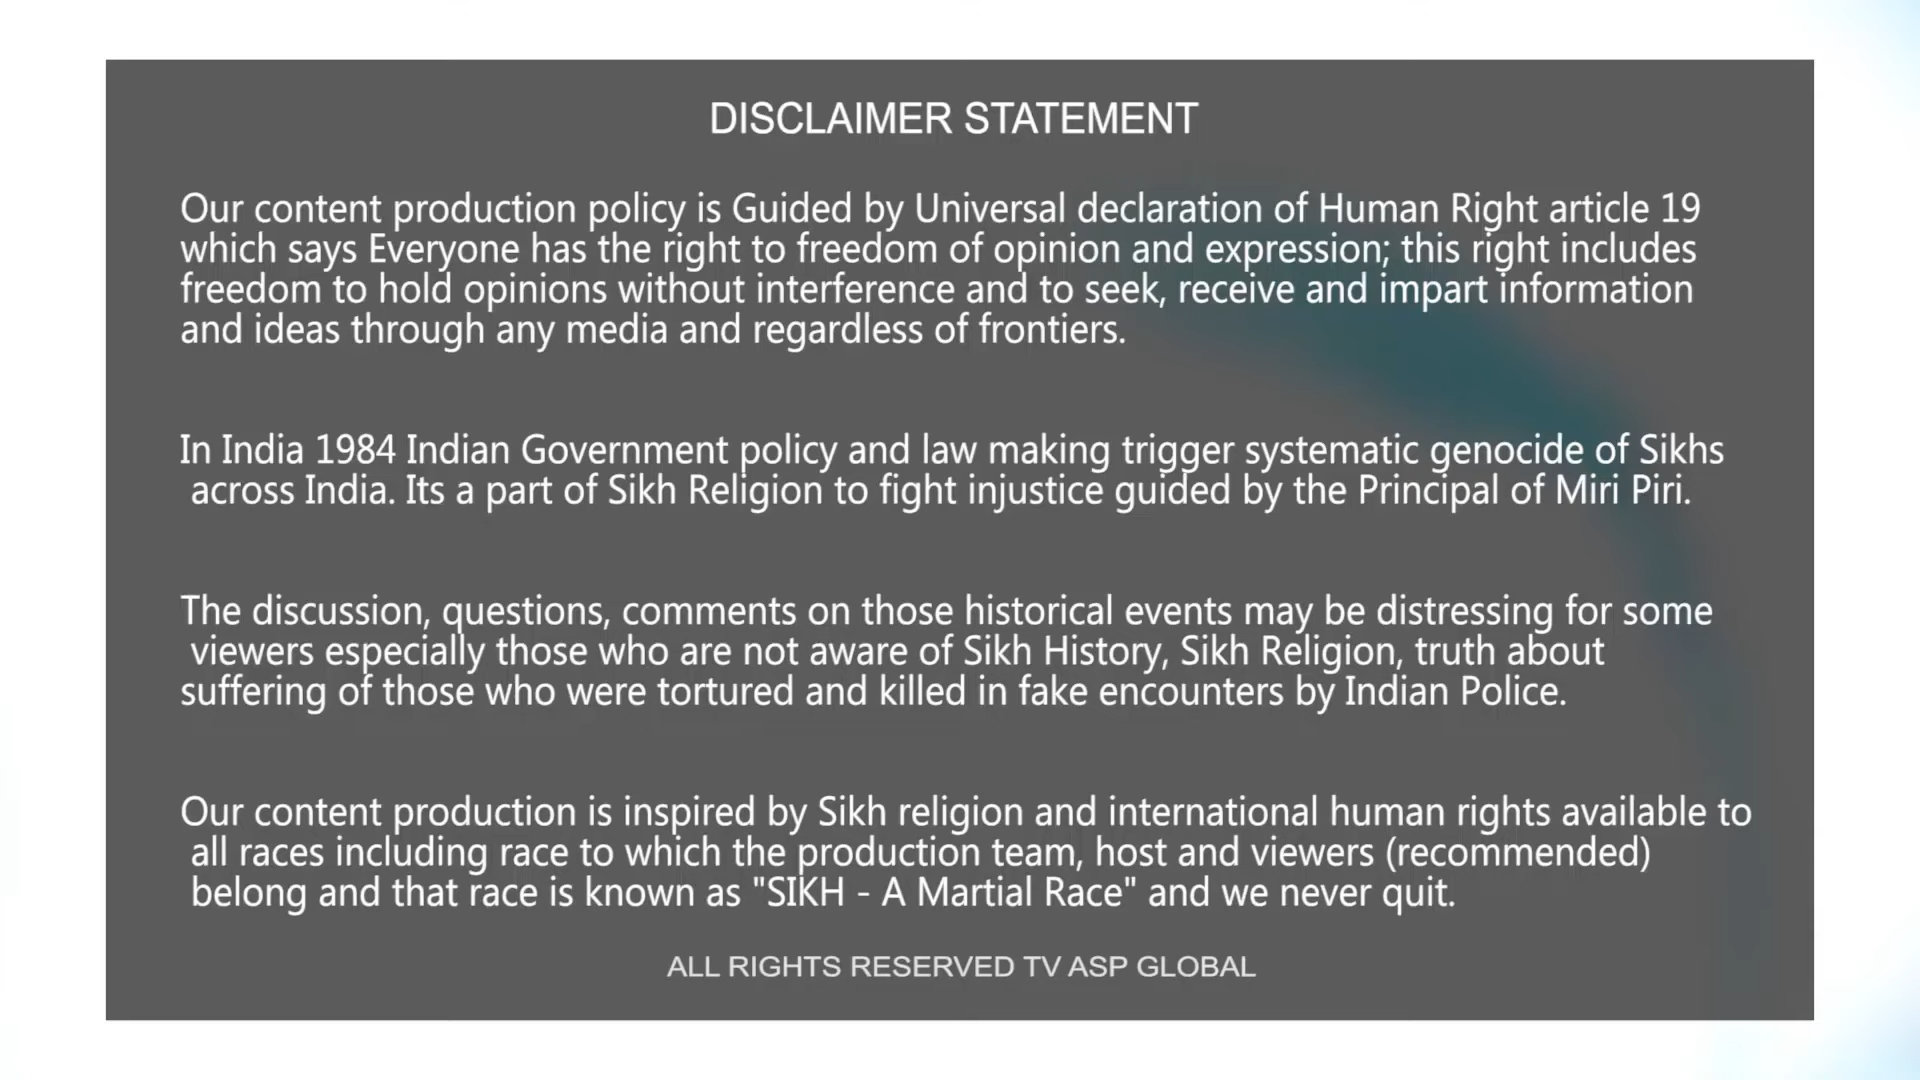 DISCLAIMER STATEMENT
Our content production policy is Guided by Universal declaration of Human Right article 19
which says Everyone has the right to freedom of opinion and expression; this right includes
freedom to hold opinions without interference and to seek, receive and impart information
and ideas through any media and regardless of frontiers.
In India 1984 Indian Government policy and law making trigger systematic genocide of Sikhs
across India. Its a part of Sikh Religion to fight injustice guided by the Principal of Miri Piri.
The discussion, questions, comments on those historical events may be distressing for some
viewers especially those who are not aware of Sikh History, Sikh Religion, truth about
suffering of those who were tortured and killed in fake encounters by Indian Police.
Our content production is inspired by Sikh religion and international human rights available to
all races including race to which the production team, host and viewers (recommended)
belong and that race is known as "SIKH - A Martial Race" and we never quit.
ALL RIGHTS RESERVED TV ASP GLOBAL